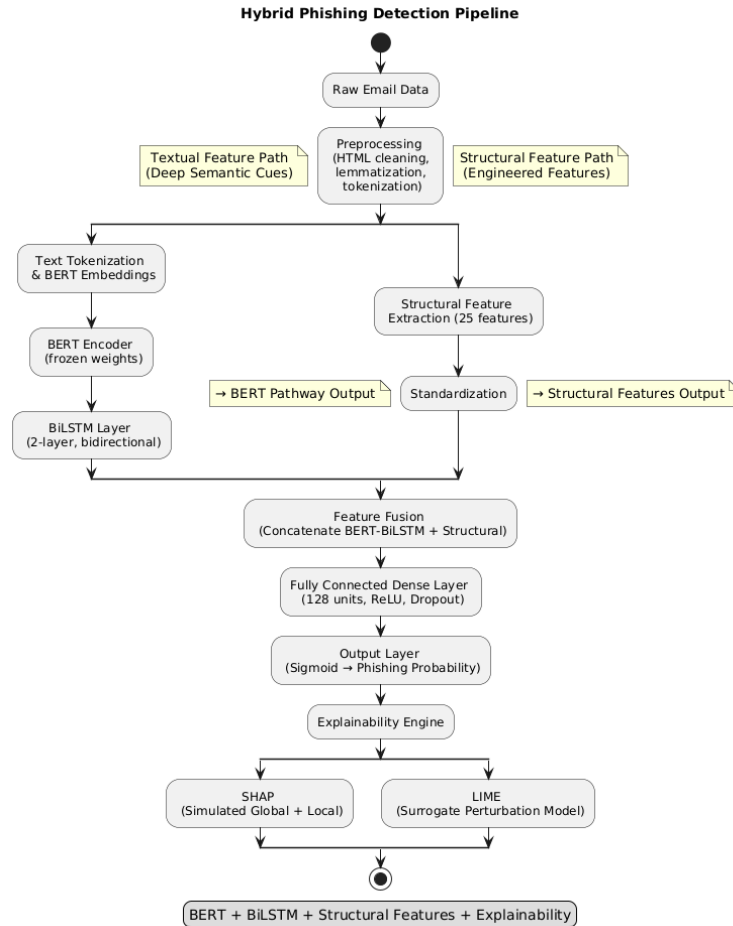 Hybrid Phishing Detection Pipeline
Raw Email Data
Textual Feature Path
(Deep Semantic Cues)
Preprocessing
(HTML cleaning,
lemmatization,
tokenization)
Structural Feature Path
(Engineered Features)
Text Tokenization
& BERT Embeddings
Structural Feature
Extraction (25 features)
BERT Encoder
(frozen weights)
→ BERT Pathway Output
Standardization
→ Structural Features Output
BiLSTM Layer
(2-layer, bidirectional)
Feature Fusion
(Concatenate BERT-BiLSTM + Structural)
Fully Connected Dense Layer
(128 units, ReLU, Dropout)
Output Layer
(Sigmoid → Phishing Probability)
Explainability Engine
SHAP
(Simulated Global + Local)
LIME
(Surrogate Perturbation Model)
BERT + BiLSTM + Structural Features + Explainability